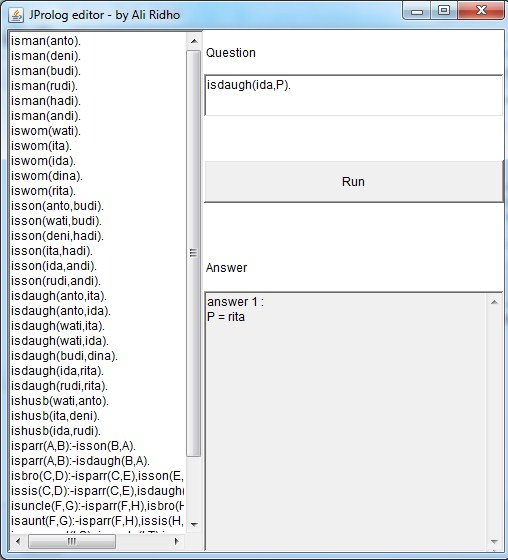 JProlog editor - by Ali Ridho
isman(anto).
isman(deni).
isman(budi).
isman(rudi).
isman(hadi).
isman(andi).
iswom(wati).
iswom(ita).
iswom(ida).
iswom(dina).
iswom(rita).
isson(anto,budi).
isson(wati,budi).
isson(deni,hadi).
isson(ita,hadi).
isson(ida,andi).
isson(rudi,andi).
isdaugh(anto,ita).
isdaugh(anto,ida).
isdaugh(wati,ita).
isdaugh(wati,ida).
isdaugh(budi,dina).
isdaugh(ida,rita).
isdaugh(rudi,rita).
ishusb(wati,anto).
ishusb(ita,deni).
ishusb(ida,rudi).
isparr(A,B):-isson(B,A).
isparr(A,B):-isdaugh(B,A).
isbro(C,D):-isparr(C,E),isson(E,
issis(C,D):-isparr(C,E),isdaugh(
isuncle(F,G):-isparr(F,H),isbro(H
isaunt(F,G):-isparr(F,H),issis(H,
Question
isdaugh(ida,P).
Run
Answer
answer 1 :
P = rita